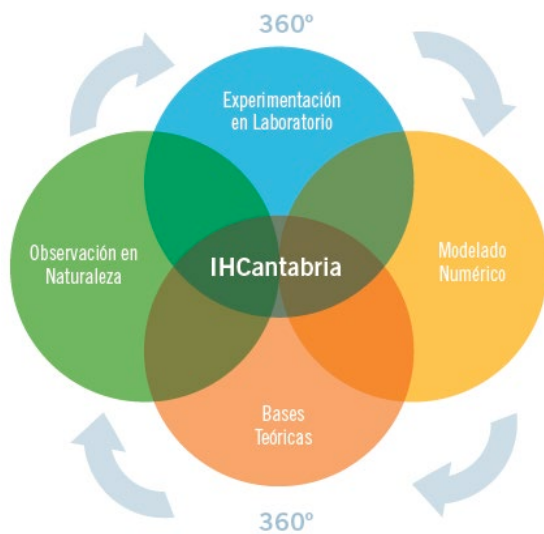 360º
Experimentación
en Laboratorio
Observación en
Naturaleza
IHCantabria
Modelado
Numérico
Bases
Teóricas
360º